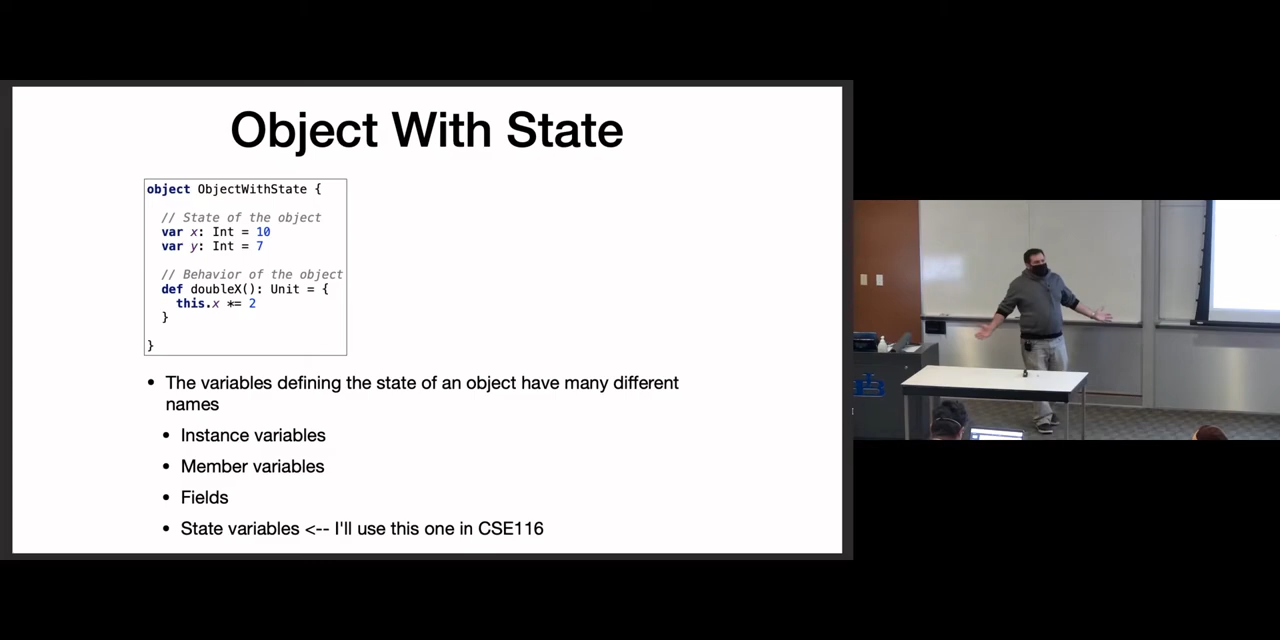 Object With State
object ObjectWithState {
// State of the object
var x: Int = 10
var y: Int = 7
// Behavior of the object
def doubleX(): Unit = {
this.x *= 2
}
}
• The variables defining the state of an object have many different
names
• Instance variables
• Member variables
• Fields
• State variables <-- I'll use this one in CSE116